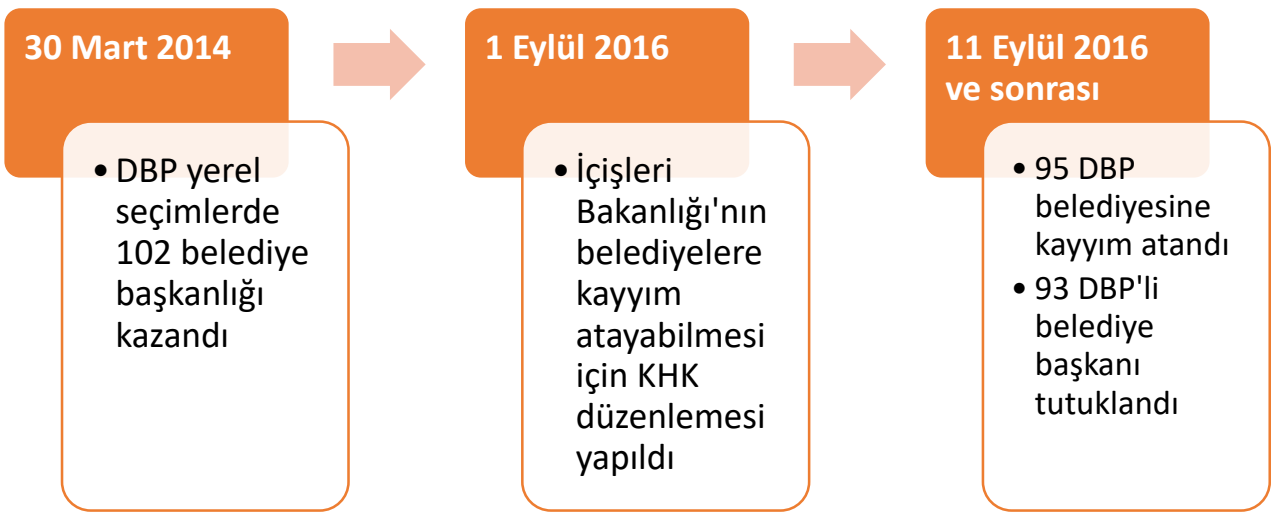 30 Mart 2014
• DBP yerel
seçimlerde
102 belediye
başkanlığı
kazandı
1 Eylül 2016
• İçişleri
Bakanlığı'nın
belediyelere
kayyım
atayabilmesi
için KHK
düzenlemesi
yapıldı
11 Eylül 2016
ve sonrası
• 95 DBP
belediyesine
kayyım atandı
• 93 DBP'li
belediye
başkanı
tutuklandı